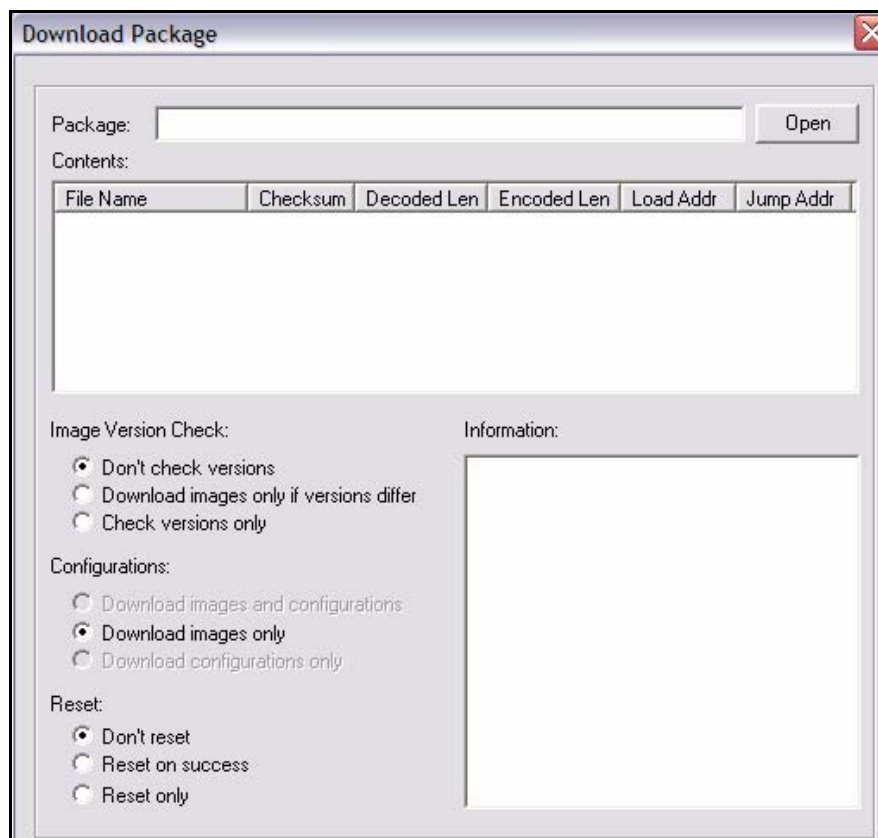 Download Package
Package: Open
Contents:
File Name Checksum Decoded Len Encoded Len Load Addr Jump Addr
Image Version Check: Information:
Don't check versions
Download images only if versions differ
Check versions only
Configurations:
Download images and configurations
Download images only
Download configurations only
Reset:
Don't reset
Reset on success
Reset only